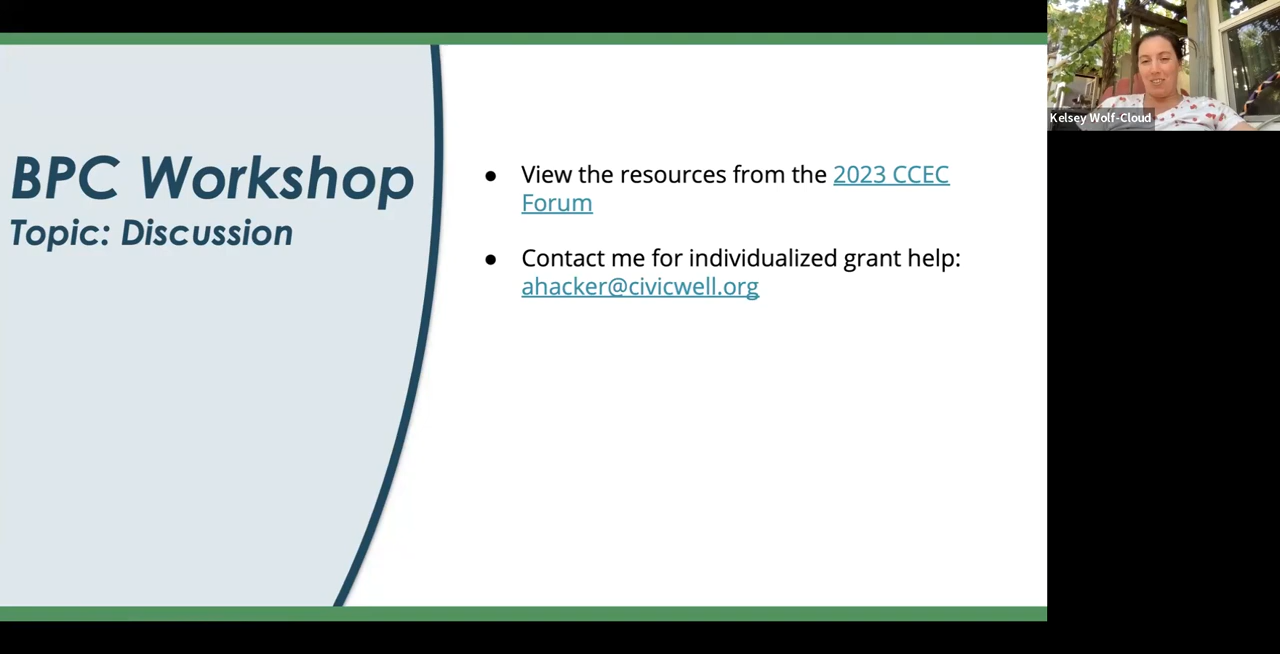 BPC Workshop
Topic: Discussion
● View the resources from the 2023 CCEC
Forum
● Contact me for individualized grant help:
ahacker@civicwell.org
Kelsey Wolf-Cloud